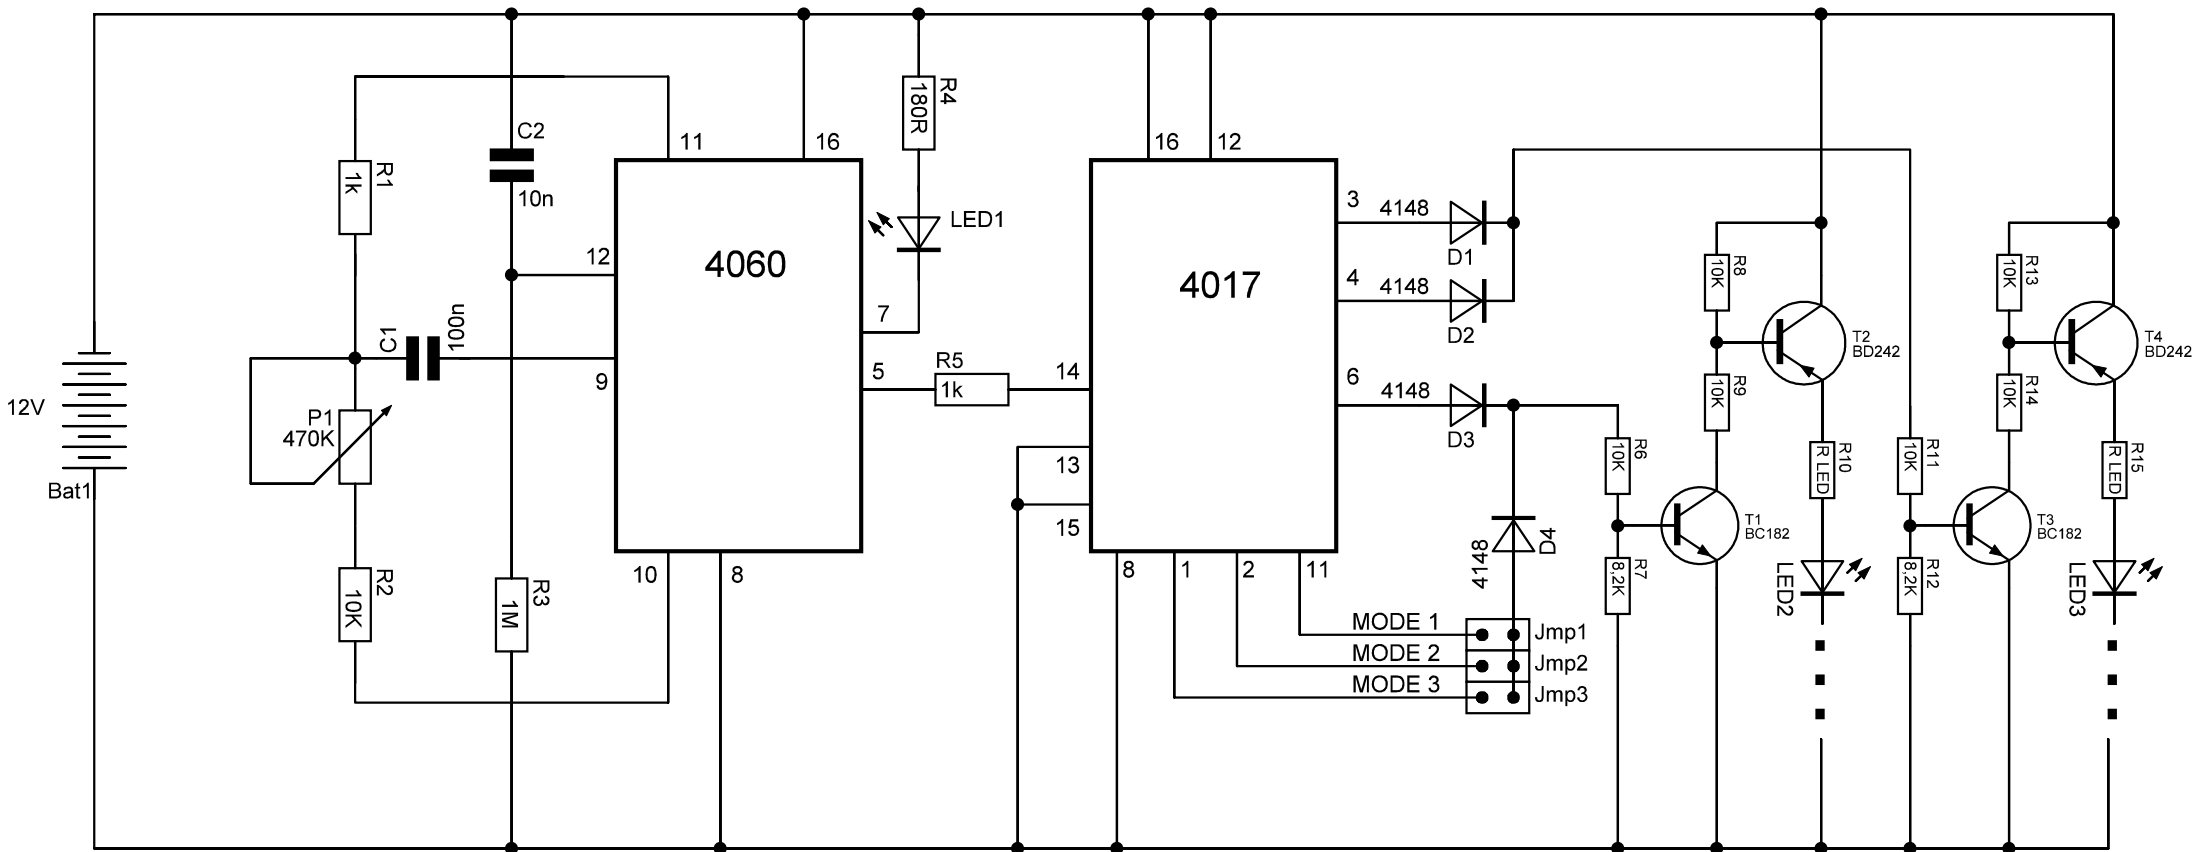 12V
Bat1
R1
1k
C2
10n
C1
100n
P1
470K
R2
10K
R3
1M
4060
11
16
12
9
10
8
7
5
R4
180R
LED1
R5
1k
4017
16
12
14
13
15
8
1
2
11
3
4148
D1
4
4148
D2
6
4148
D3
4148
D4
MODE 1
Jmp1
MODE 2
Jmp2
MODE 3
Jmp3
R6
10K
R7
8,2K
T1
BC182
R8
10K
R9
10K
T2
BD242
R10
R LED
LED2
R11
10K
R12
8,2K
T3
BC182
R13
10K
R14
10K
T4
BD242
R15
R LED
LED3